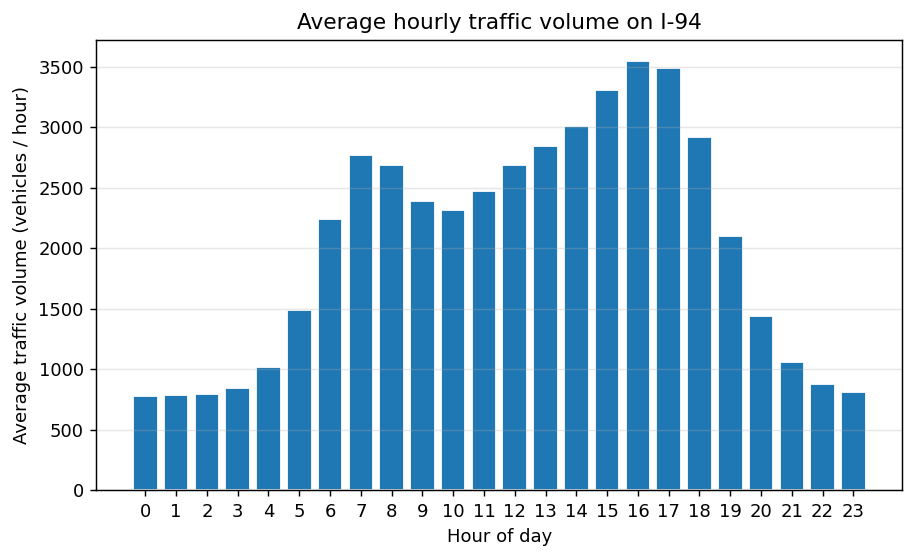 Average hourly traffic volume on I-94
Average traffic volume (vehicles / hour)
3500
3000
2500
2000
1500
1000
500
0
0 1 2 3 4 5 6 7 8 9 10 11 12 13 14 15 16 17 18 19 20 21 22 23
Hour of day